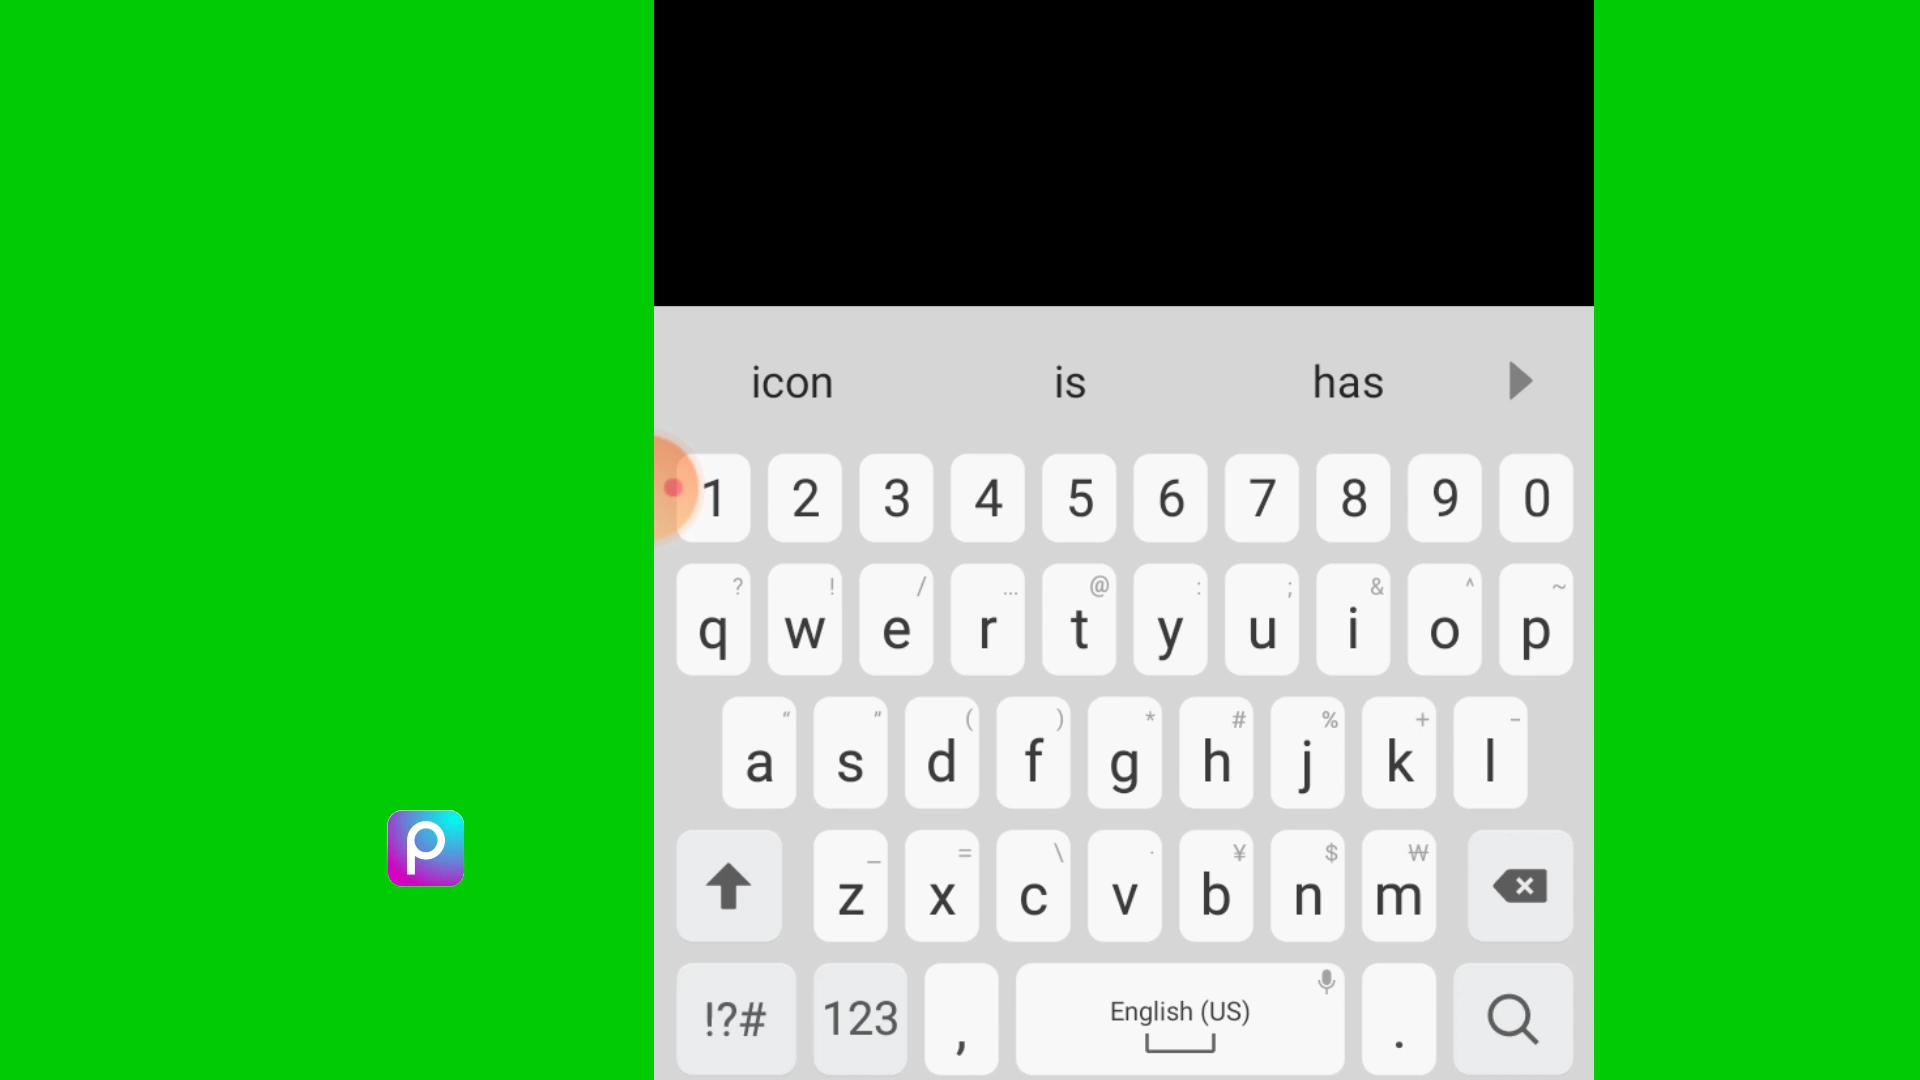 icon is has
1 2 3 4 5 6 7 8 9 0
? ! / ... @ : ; & ^ ~
q w e r t y u i o p
“ ” ( ) * # % + -
a s d f g h j k l
_ = \ · ¥ $ ₩
z x c v b n m
!?# 123 , English (US) .